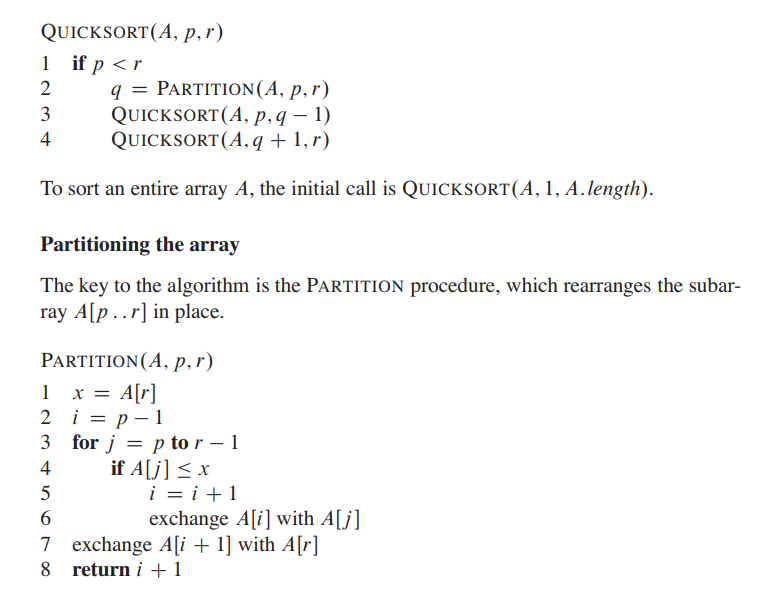 QUICKSORT(A, p, r)
1 if p < r
2 q = PARTITION(A, p, r)
3 QUICKSORT(A, p, q − 1)
4 QUICKSORT(A, q + 1, r)
To sort an entire array A, the initial call is QUICKSORT(A, 1, A.length).
Partitioning the array
The key to the algorithm is the PARTITION procedure, which rearranges the subar-
ray A[p . . r] in place.
PARTITION(A, p, r)
1 x = A[r]
2 i = p − 1
3 for j = p to r − 1
4 if A[j] ≤ x
5 i = i + 1
6 exchange A[i] with A[j]
7 exchange A[i + 1] with A[r]
8 return i + 1